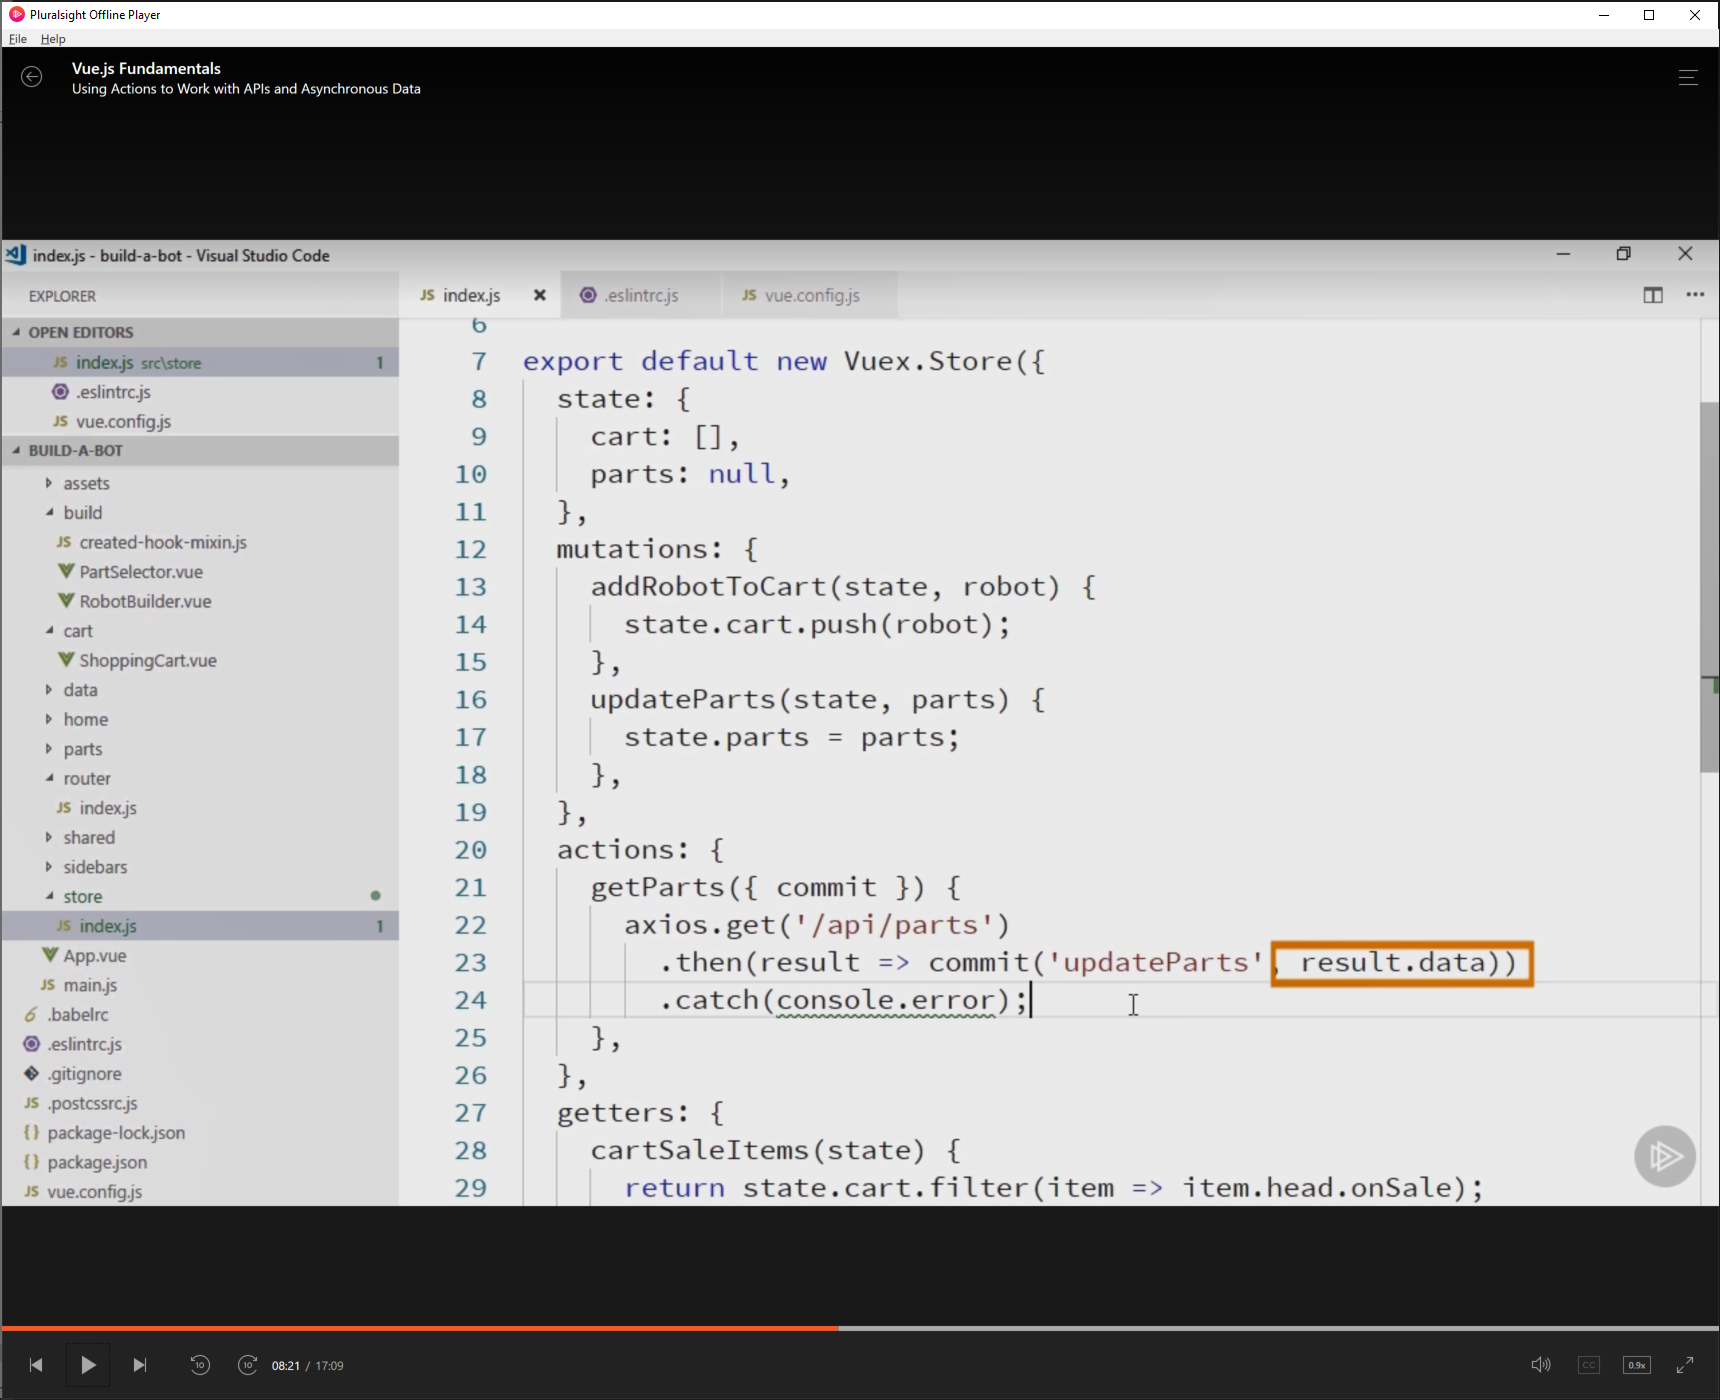 Pluralsight Offline Player
File Help
Vue.js Fundamentals
Using Actions to Work with APIs and Asynchronous Data
index.js - build-a-bot - Visual Studio Code
EXPLORER
JS index.js
.eslintrc.js
JS vue.config.js
OPEN EDITORS
JS index.js src\store 1
.eslintrc.js
JS vue.config.js
BUILD-A-BOT
assets
build
JS created-hook-mixin.js
PartSelector.vue
RobotBuilder.vue
cart
ShoppingCart.vue
data
home
parts
router
JS index.js
shared
sidebars
store
JS index.js 1
App.vue
JS main.js
.babelrc
.eslintrc.js
.gitignore
JS .postcssrc.js
{} package-lock.json
{} package.json
JS vue.config.js
6
7 export default new Vuex.Store({
8 state: {
9 cart: [],
10 parts: null,
11 },
12 mutations: {
13 addRobotToCart(state, robot) {
14 state.cart.push(robot);
15 },
16 updateParts(state, parts) {
17 state.parts = parts;
18 },
19 },
20 actions: {
21 getParts({ commit }) {
22 axios.get('/api/parts')
23 .then(result => commit('updateParts', result.data))
24 .catch(console.error);
25 },
26 },
27 getters: {
28 cartSaleItems(state) {
29 return state.cart.filter(item => item.head.onSale);
10
10
08:21 / 17:09
CC
0.9x